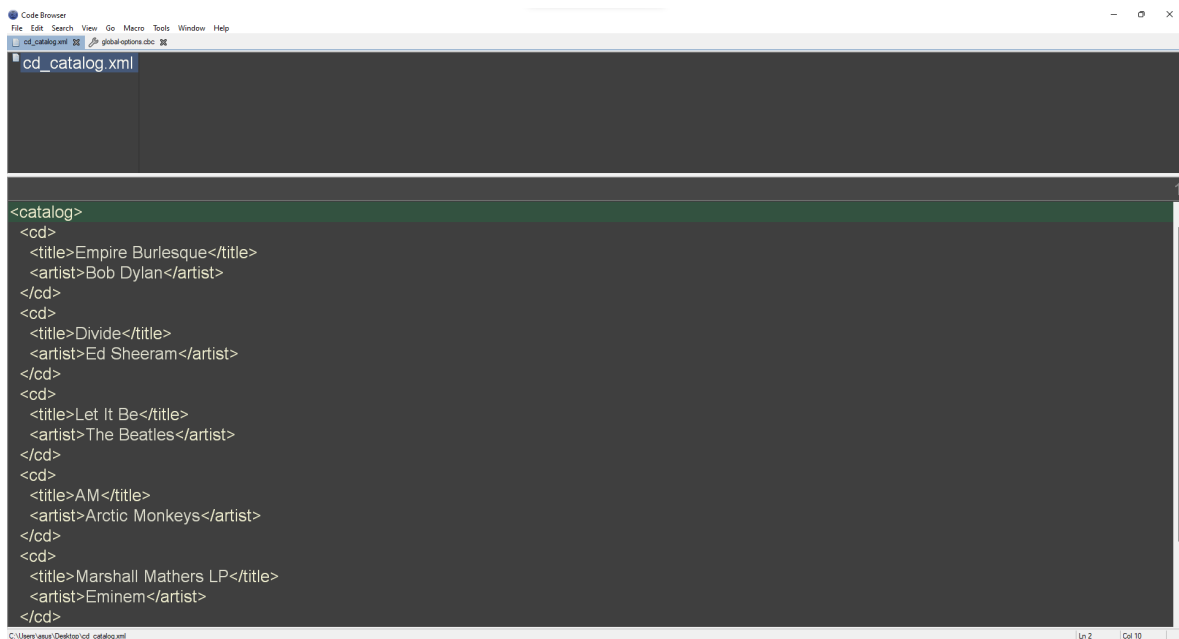 Code Browser
File Edit Search View Go Macro Tools Window Help
cd_catalog.xml global-options.cbc
cd_catalog.xml
<catalog>
<cd>
<title>Empire Burlesque</title>
<artist>Bob Dylan</artist>
</cd>
<cd>
<title>Divide</title>
<artist>Ed Sheeram</artist>
</cd>
<cd>
<title>Let It Be</title>
<artist>The Beatles</artist>
</cd>
<cd>
<title>AM</title>
<artist>Arctic Monkeys</artist>
</cd>
<cd>
<title>Marshall Mathers LP</title>
<artist>Eminem</artist>
</cd>
C:\Users\asus\Desktop\cd_catalog.xml Ln 2 Col 10